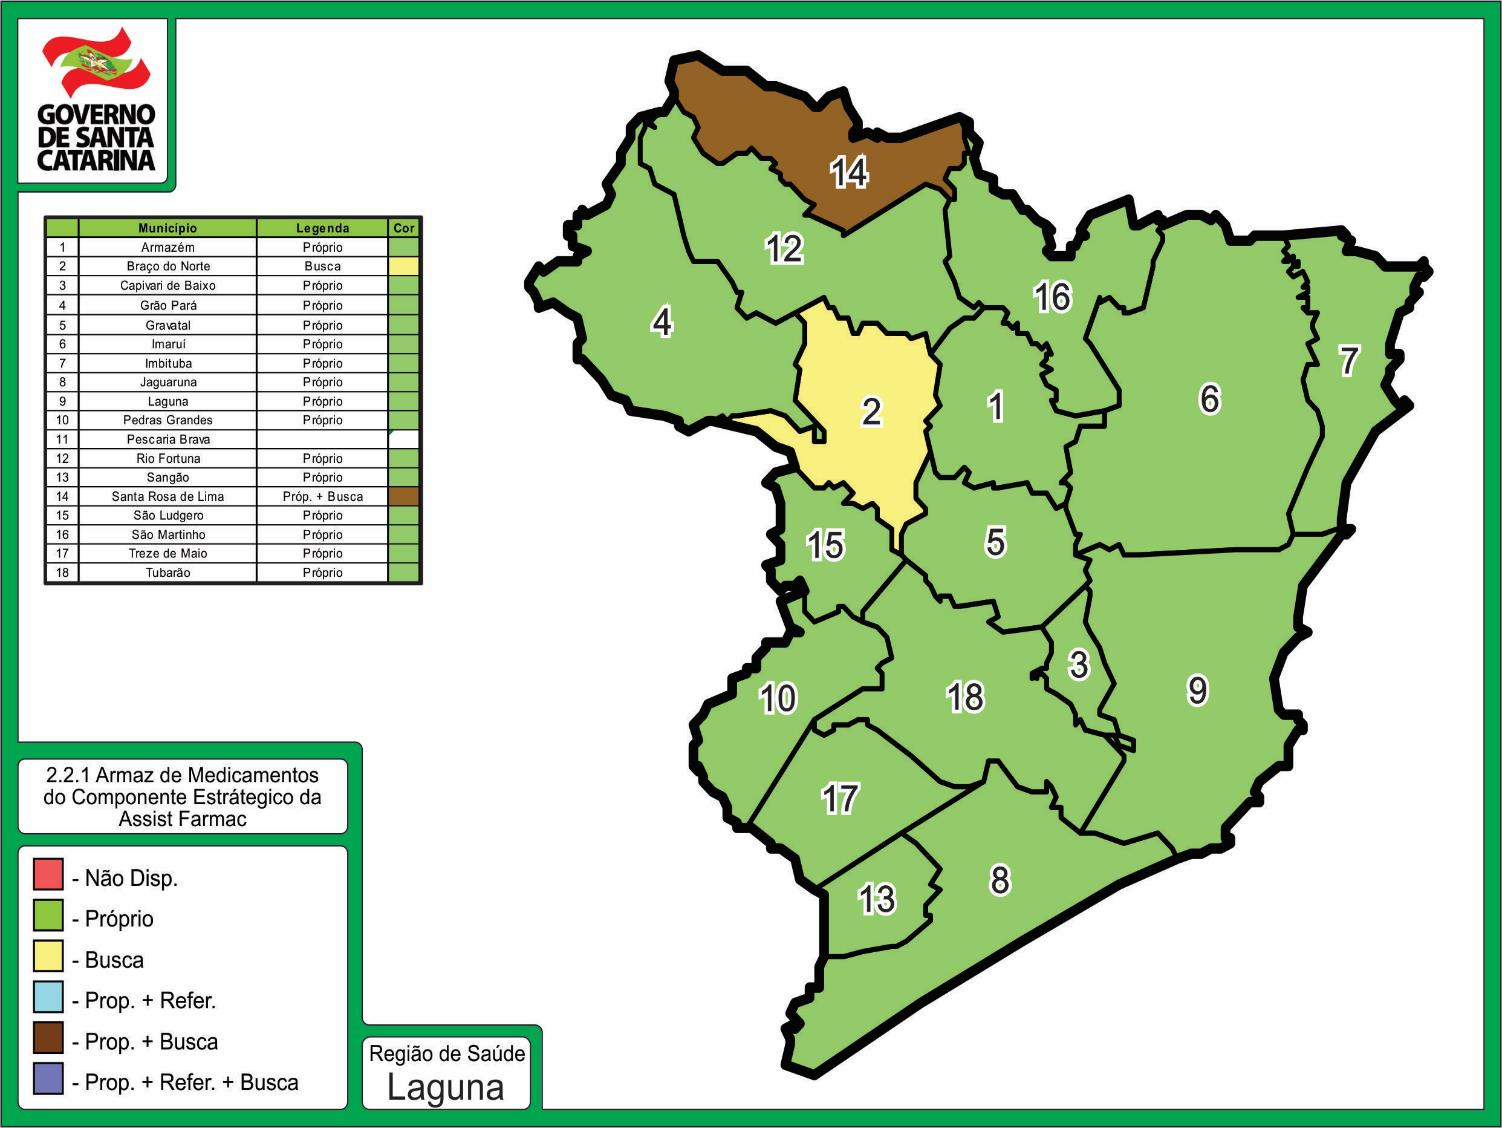 GOVERNO
DE SANTA
CATARINA
Município Legenda Cor
1 Armazém Próprio
2 Braço do Norte Busca
3 Capivari de Baixo Próprio
4 Grão Pará Próprio
5 Gravatal Próprio
6 Imaruí Próprio
7 Imbituba Próprio
8 Jaguaruna Próprio
9 Laguna Próprio
10 Pedras Grandes Próprio
11 Pescaria Brava
12 Rio Fortuna Próprio
13 Sangão Próprio
14 Santa Rosa de Lima Próp. + Busca
15 São Ludgero Próprio
16 São Martinho Próprio
17 Treze de Maio Próprio
18 Tubarão Próprio
14
12
16
4
7
6
2
1
15
5
3
10
18
9
17
8
13
2.2.1 Armaz de Medicamentos
do Componente Estrátegico da
Assist Farmac
- Não Disp.
- Próprio
- Busca
- Prop. + Refer.
- Prop. + Busca
- Prop. + Refer. + Busca
Região de Saúde
Laguna